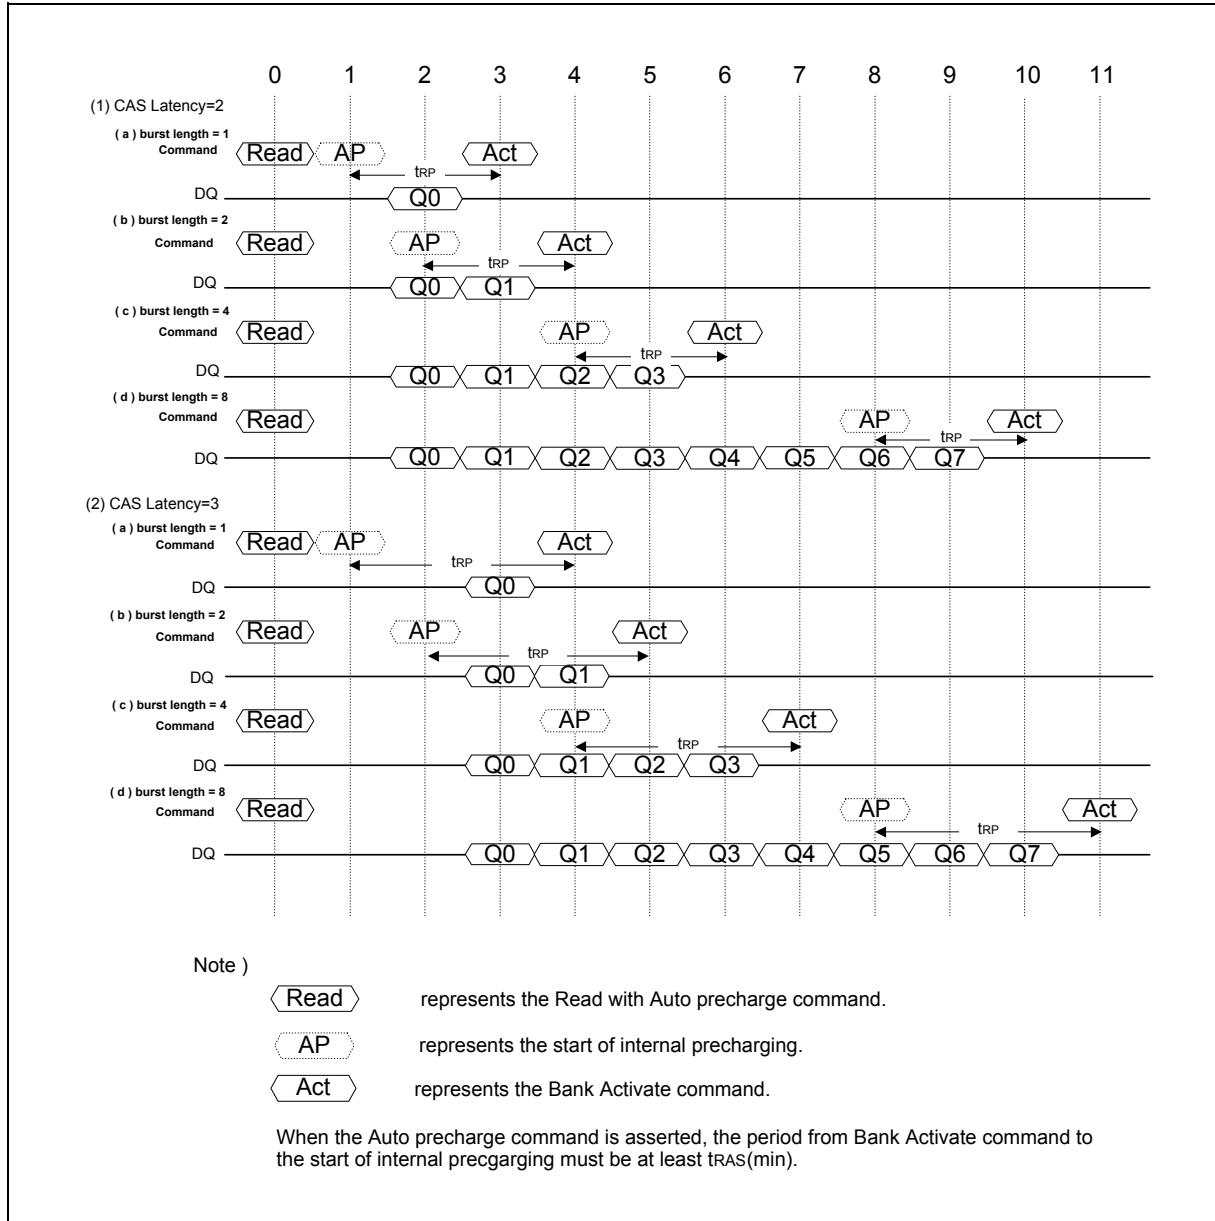 0 1 2 3 4 5 6 7 8 9 10 11
(1) CAS Latency=2
( a ) burst length = 1
Command Read AP Act
tRP
DQ Q0
( b ) burst length = 2
Command Read AP Act
tRP
DQ Q0 Q1
( c ) burst length = 4
Command Read AP Act
tRP
DQ Q0 Q1 Q2 Q3
( d ) burst length = 8
Command Read AP Act
tRP
DQ Q0 Q1 Q2 Q3 Q4 Q5 Q6 Q7
(2) CAS Latency=3
( a ) burst length = 1
Command Read AP Act
tRP
DQ Q0
( b ) burst length = 2
Command Read AP Act
tRP
DQ Q0 Q1
( c ) burst length = 4
Command Read AP Act
tRP
DQ Q0 Q1 Q2 Q3
( d ) burst length = 8
Command Read AP Act
tRP
DQ Q0 Q1 Q2 Q3 Q4 Q5 Q6 Q7
Note )
Read represents the Read with Auto precharge command.
AP represents the start of internal precharging.
Act represents the Bank Activate command.
When the Auto precharge command is asserted, the period from Bank Activate command to
the start of internal precgarging must be at least tRAS(min).